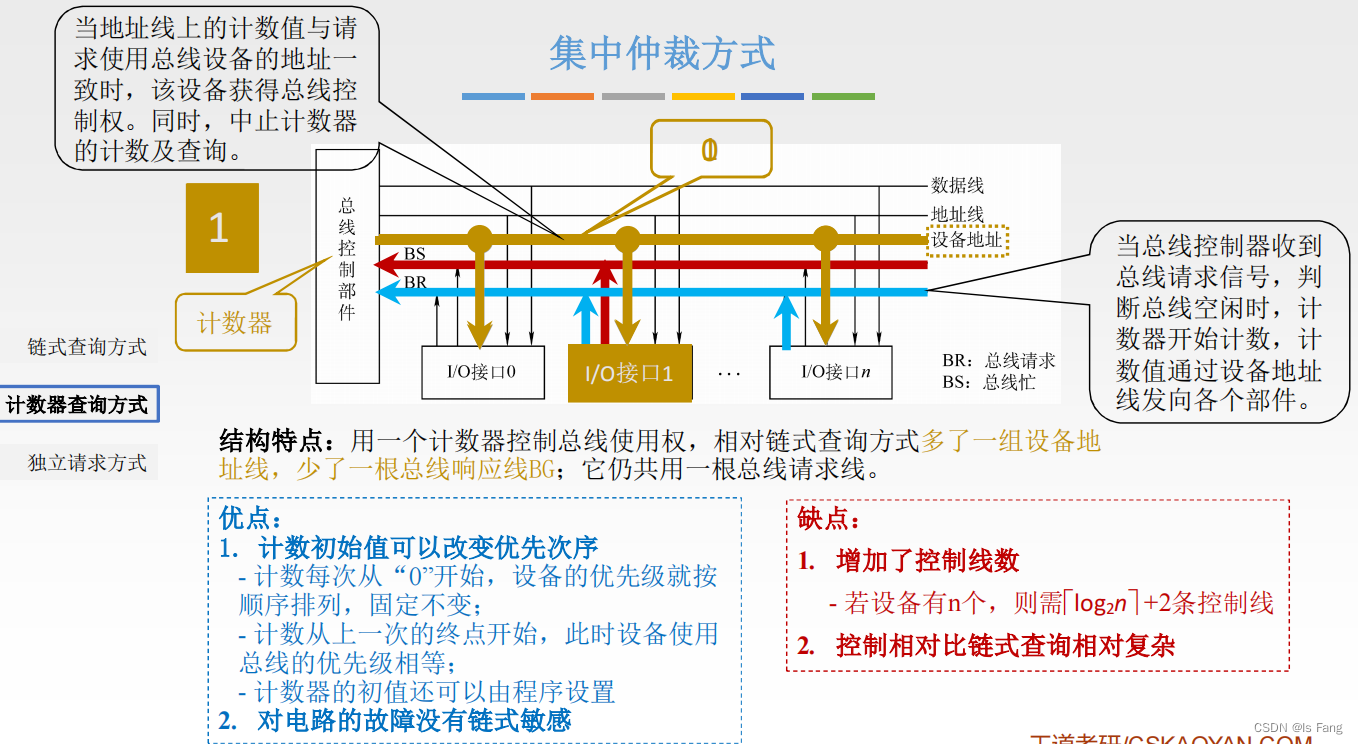 集中仲裁方式
当地址线上的计数值与请
求使用总线设备的地址一
致时，该设备获得总线控
制权。同时，中止计数器
的计数及查询。
1
计数器
总线控制部件
数据线
地址线
设备地址
BS
BR
I/O接口0
I/O接口1
...
I/O接口n
BR：总线请求
BS：总线忙
当总线控制器收到
总线请求信号，判
断总线空闲时，计
数器开始计数，计
数值通过设备地址
线发向各个部件。
链式查询方式
计数器查询方式
独立请求方式
结构特点：用一个计数器控制总线使用权，相对链式查询方式多了一组设备地
址线，少了一根总线响应线BG；它仍共用一根总线请求线。
优点：
1. 计数初始值可以改变优先次序
- 计数每次从“0”开始，设备的优先级就按
顺序排列，固定不变；
- 计数从上一次的终点开始，此时设备使用
总线的优先级相等；
- 计数器的初值还可以由程序设置
2. 对电路的故障没有链式敏感
缺点：
1. 增加了控制线数
- 若设备有n个，则需⌈log₂n⌉+2条控制线
2. 控制相对比链式查询相对复杂
CSDN @Is Fang